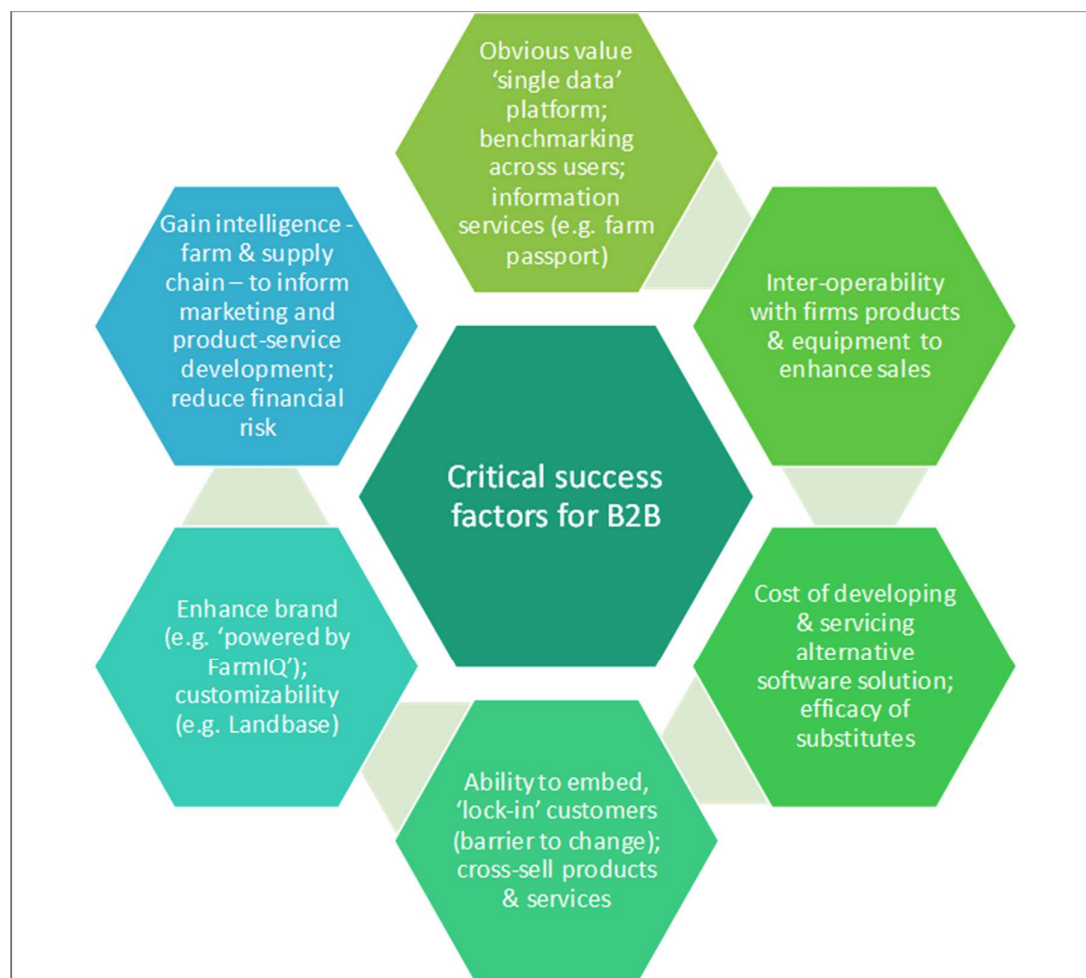 Obvious value
‘single data’
platform;
benchmarking
across users;
information
services (e.g. farm
passport)
Inter-operability
with firms products
& equipment to
enhance sales
Cost of developing
& servicing
alternative
software solution;
efficacy of
substitutes
Ability to embed,
‘lock-in’ customers
(barrier to change);
cross-sell products
& services
Enhance brand
(e.g. ‘powered by
FarmIQ’);
customizability
(e.g. Landbase)
Gain intelligence -
farm & supply
chain – to inform
marketing and
product-service
development;
reduce financial
risk
Critical success
factors for B2B